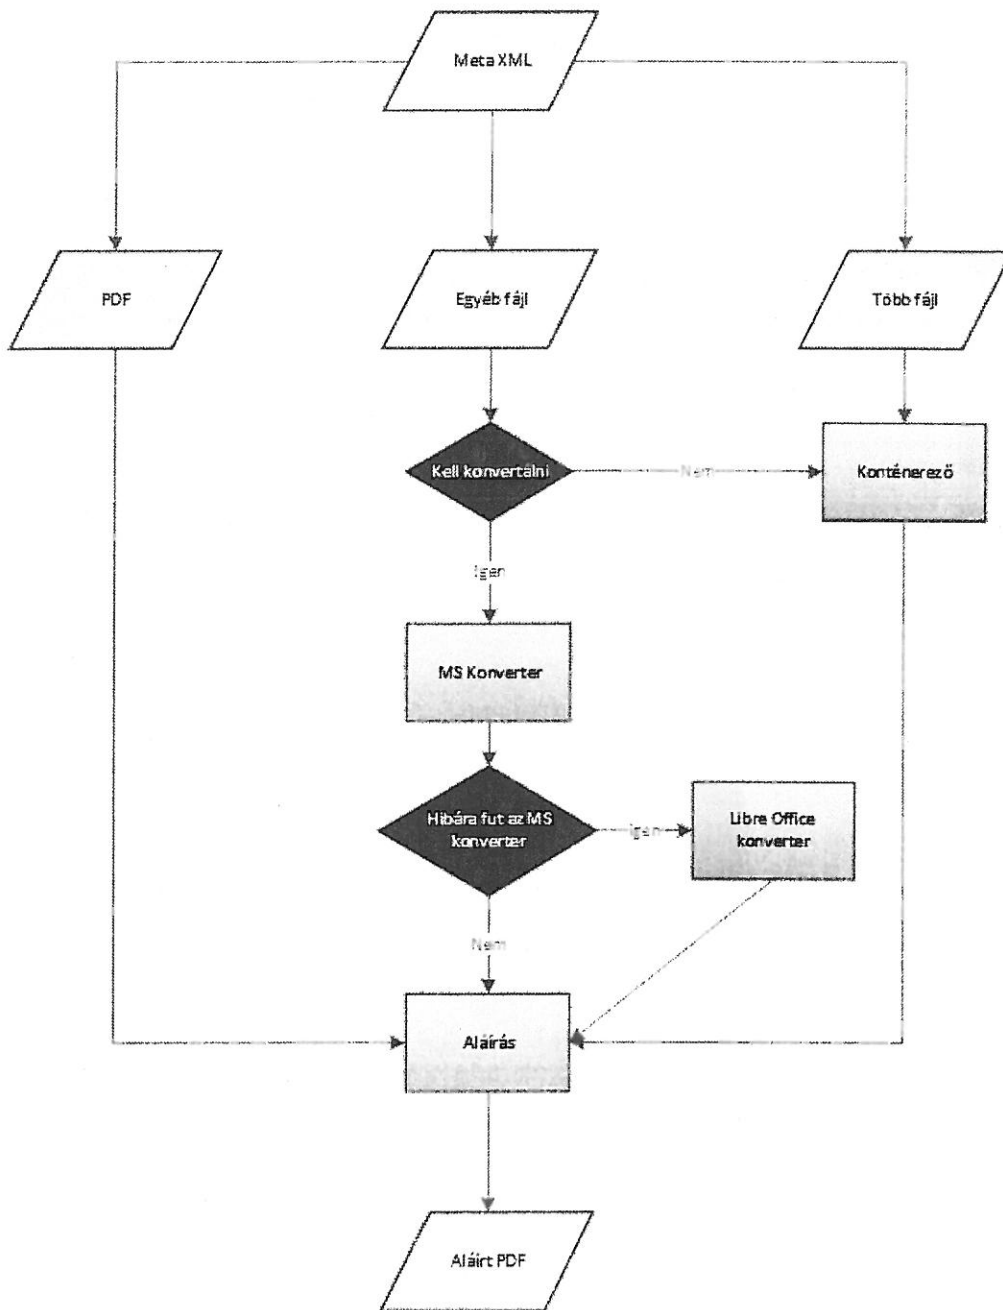 Meta XML
PDF
Egyéb fájl
Több fájl
Kell konvertálni
Nem
Konténerező
Igen
MS Konverter
Hibára fut az MS
konverter
Igen
Libre Office
konverter
Nem
Aláírás
Aláírt PDF